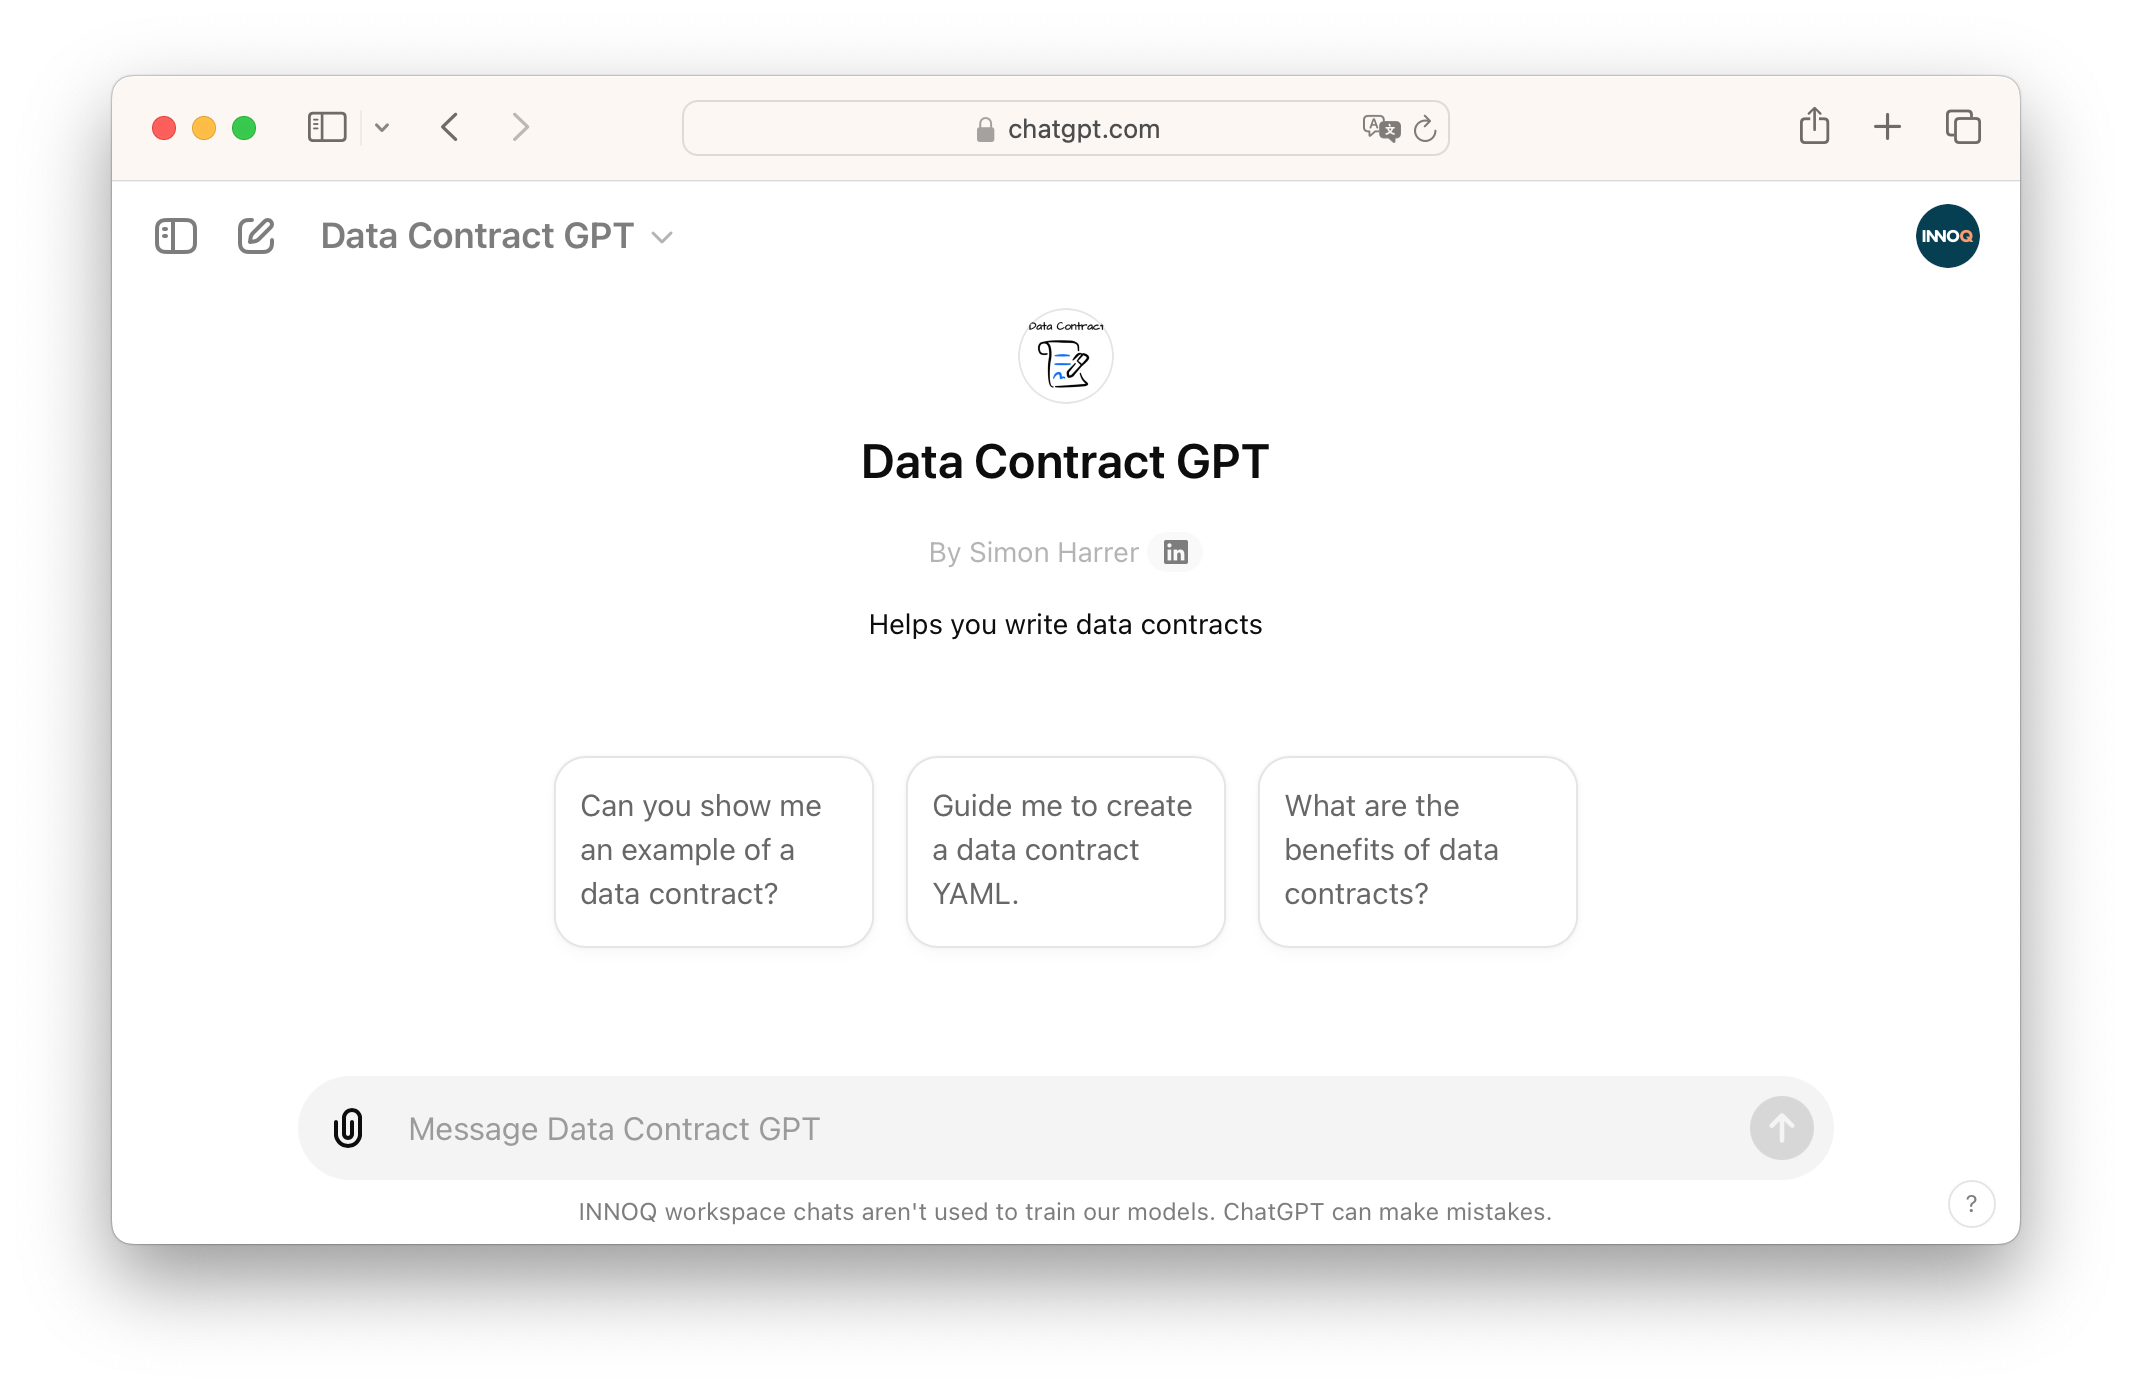 chatgpt.com
Data Contract GPT
INNOQ
Data Contract
Data Contract GPT
By Simon Harrer in
Helps you write data contracts
Can you show me
an example of a
data contract?
Guide me to create
a data contract
YAML.
What are the
benefits of data
contracts?
Message Data Contract GPT
INNOQ workspace chats aren't used to train our models. ChatGPT can make mistakes.
?